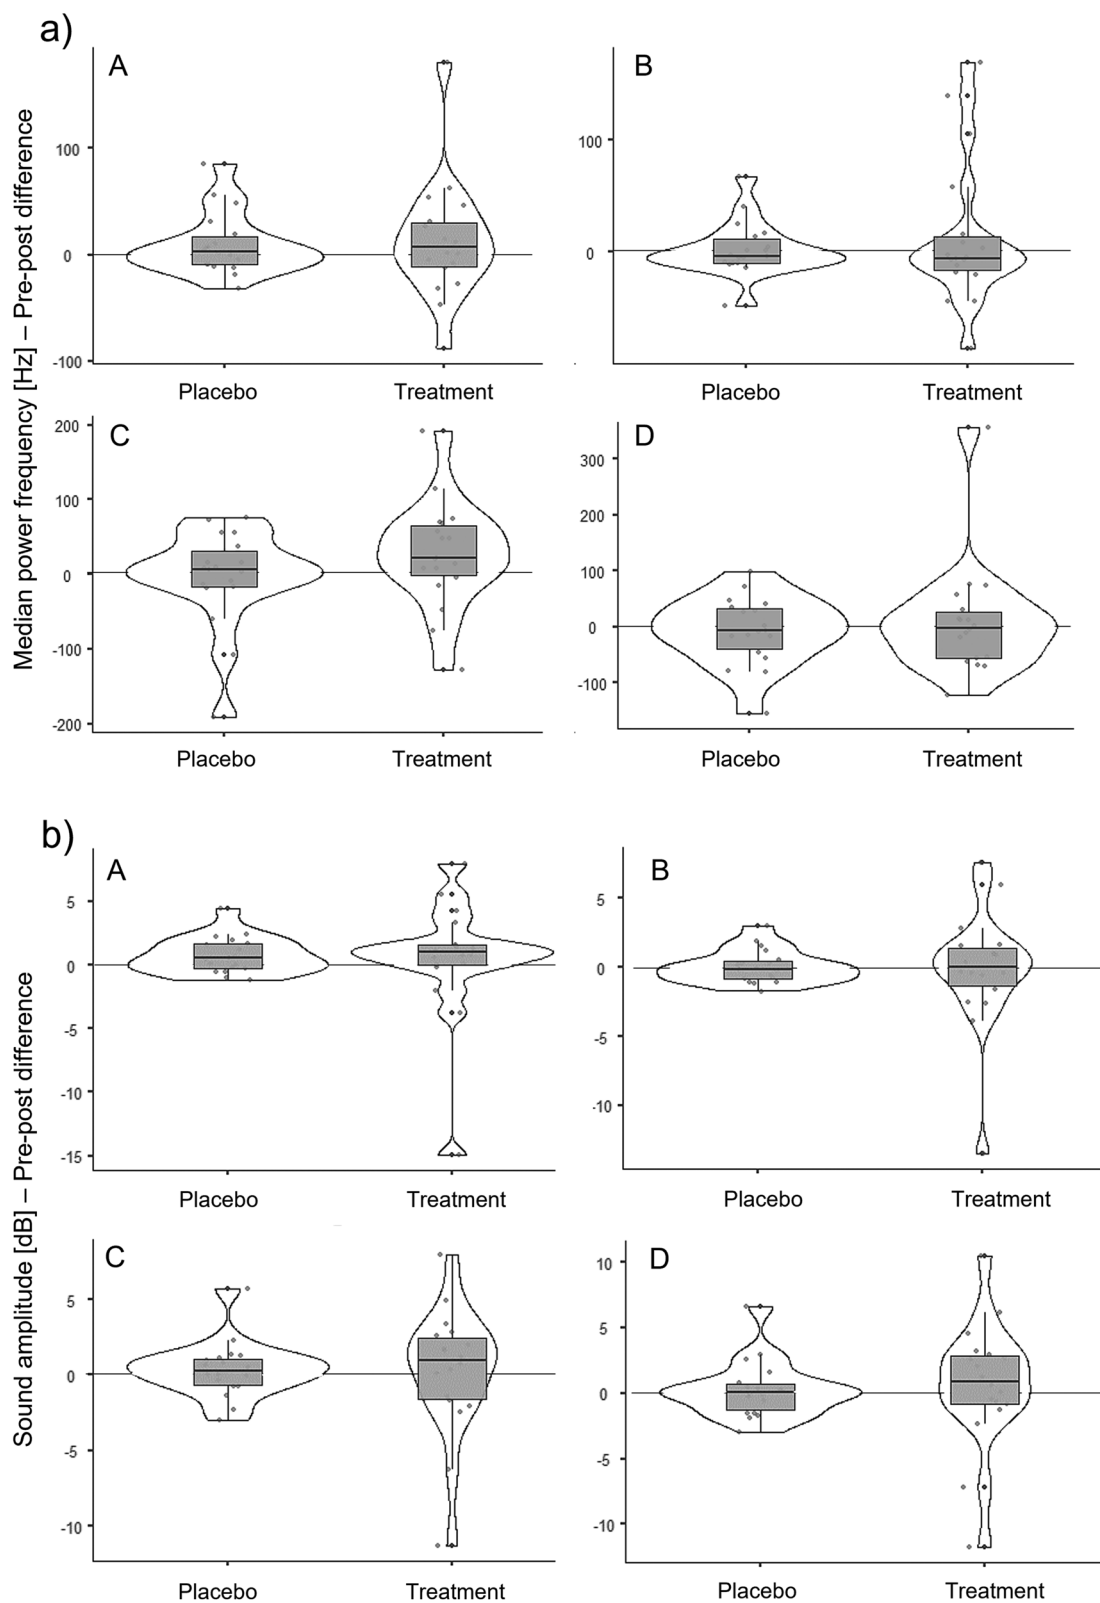 a)
Median power frequency [Hz] – Pre-post difference
A
100
0
-100
Placebo
Treatment
B
100
0
Placebo
Treatment
C
200
100
0
-100
-200
Placebo
Treatment
D
300
200
100
0
-100
Placebo
Treatment
b)
Sound amplitude [dB] – Pre-post difference
A
5
0
-5
-10
-15
Placebo
Treatment
B
5
0
-5
-10
Placebo
Treatment
C
5
0
-5
-10
Placebo
Treatment
D
10
5
0
-5
-10
Placebo
Treatment